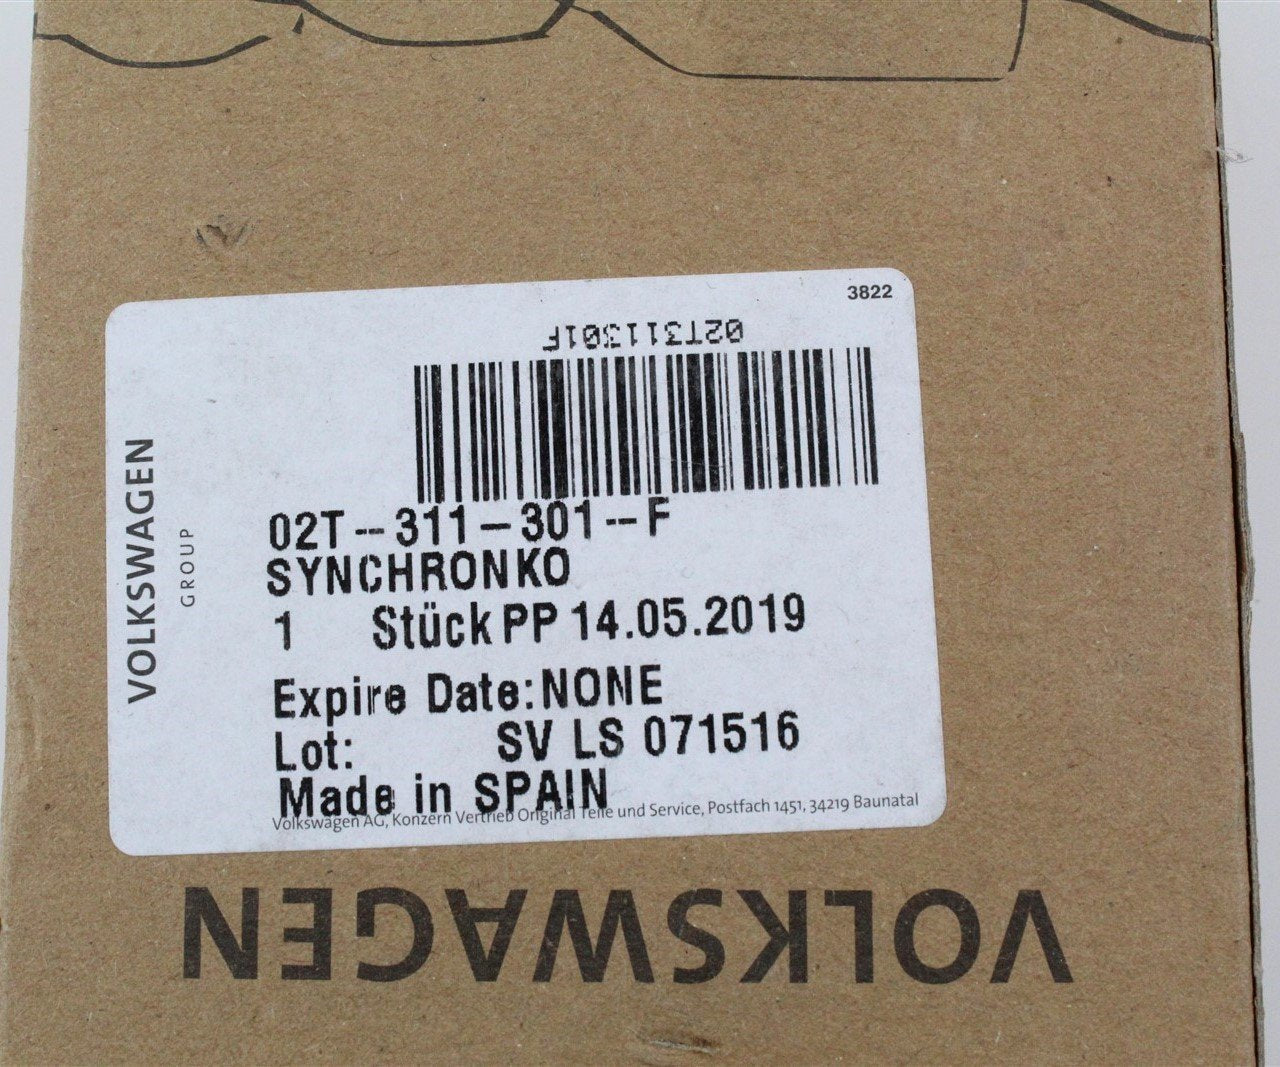 3822
02T311301F
VOLKSWAGEN
GROUP
02T--311-301--F
SYNCHRONKO
1 Stück PP 14.05.2019
Expire Date:NONE
Lot: SV LS 071516
Made in SPAIN
Volkswagen AG, Konzern Vertrieb Original Teile und Service, Postfach 1451, 34219 Baunatal
VOLKSWAGEN